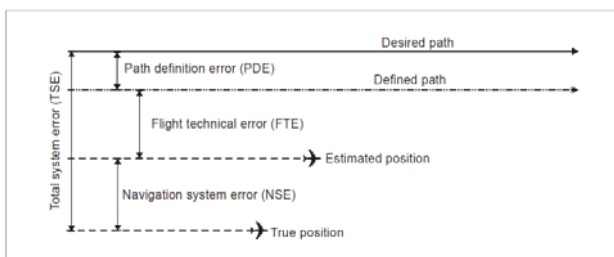 Desired path
Path definition error (PDE)
Defined path
Total system error (TSE)
Flight technical error (FTE)
Estimated position
Navigation system error (NSE)
True position